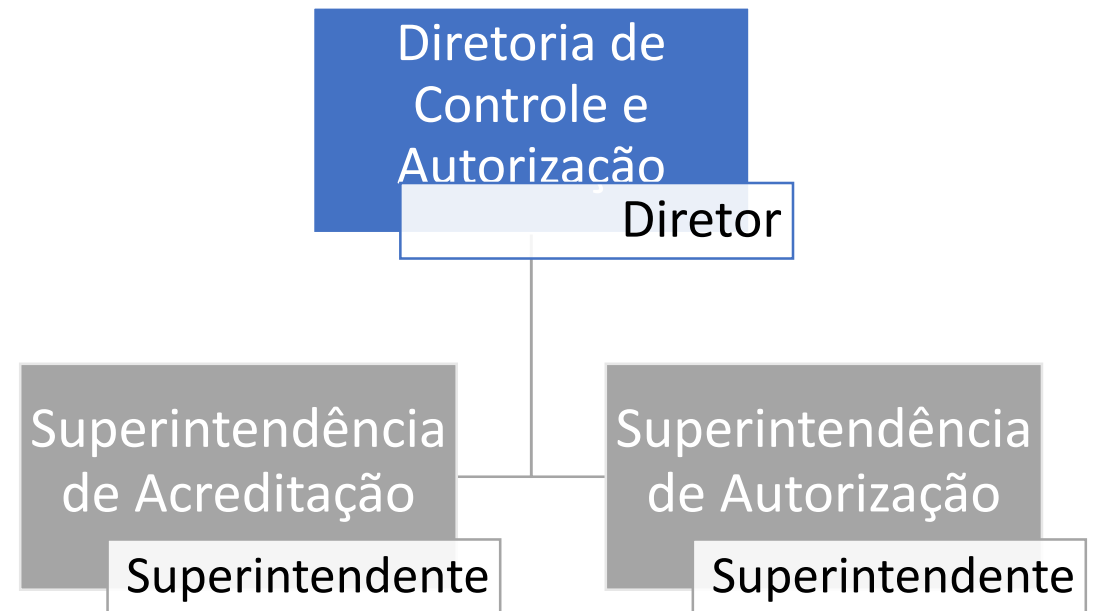 Diretoria de
Controle e
Autorização
Diretor
Superintendência
de Acreditação
Superintendente
Superintendência
de Autorização
Superintendente